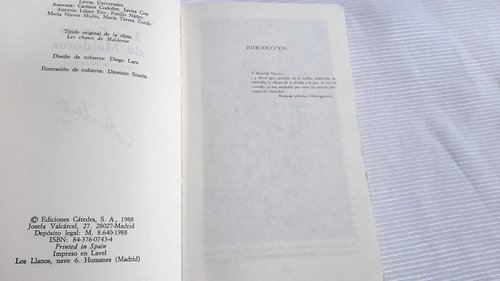 Letras Universales
Asesores: Carmen Codoñer, Javier Coy
Antonio López Eire, Emilio Náñez
María Nieves Muñiz, María Teresa Zurdo
Título original de la obra:
Les chants de Maldoror
Diseño de cubierta: Diego Lara
Ilustración de cubierta: Dionisio Simón
© Ediciones Cátedra, S. A., 1988
Josefa Valcárcel, 27. 28027-Madrid
Depósito legal: M. 8.640-1988
ISBN: 84-376-0743-4
Printed in Spain
Impreso en Lavel
Los Llanos, nave 6. Humanes (Madrid)
INTRODUCCIÓN